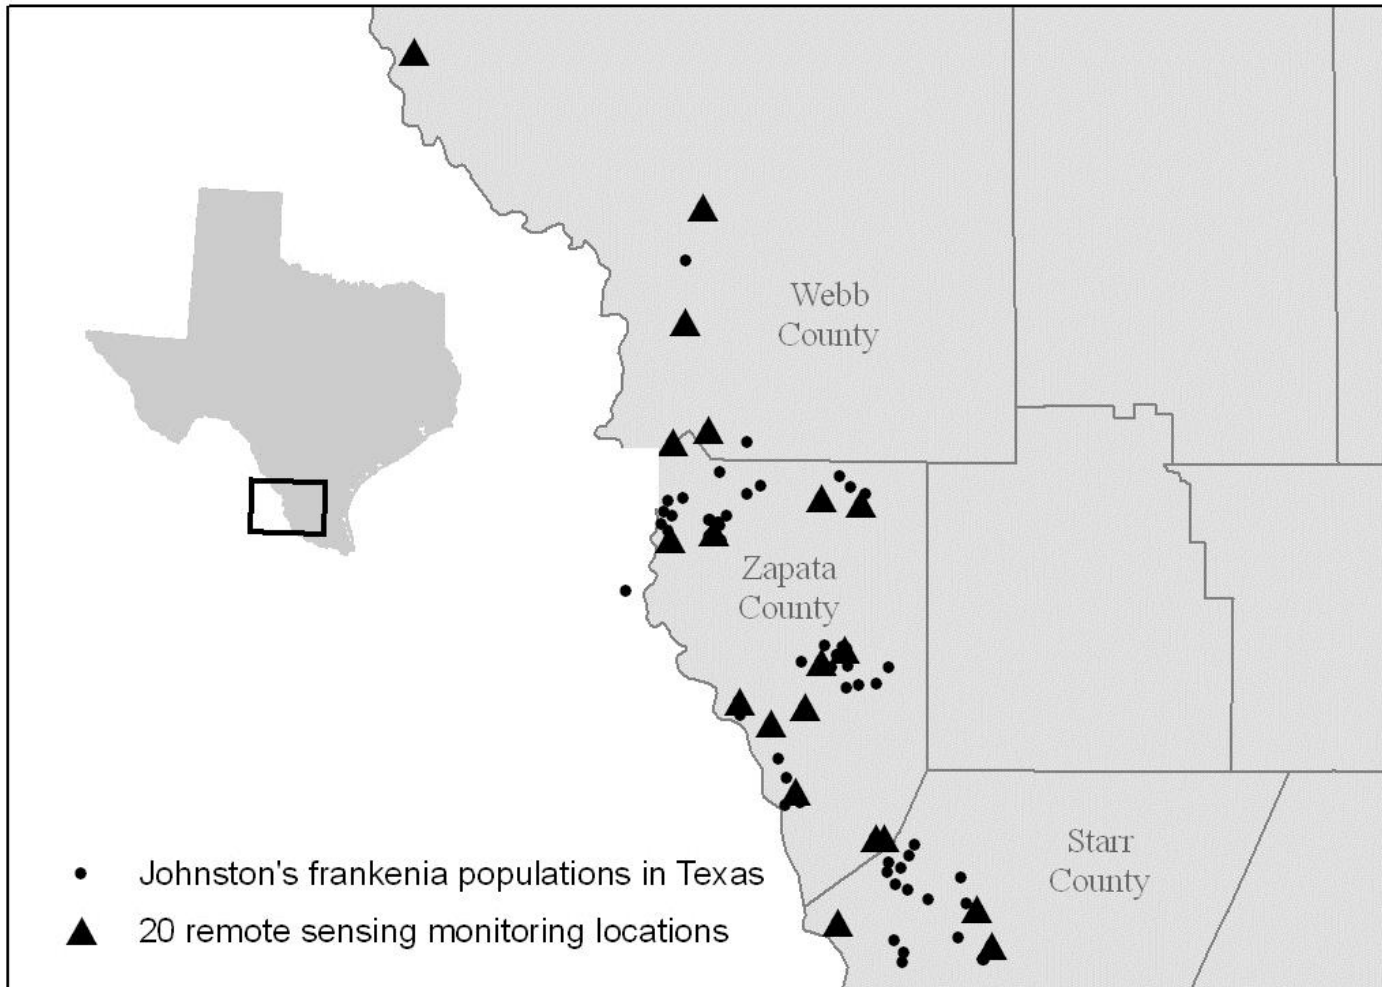 Webb
County
Zapata
County
Starr
County
Johnston's frankenia populations in Texas
20 remote sensing monitoring locations